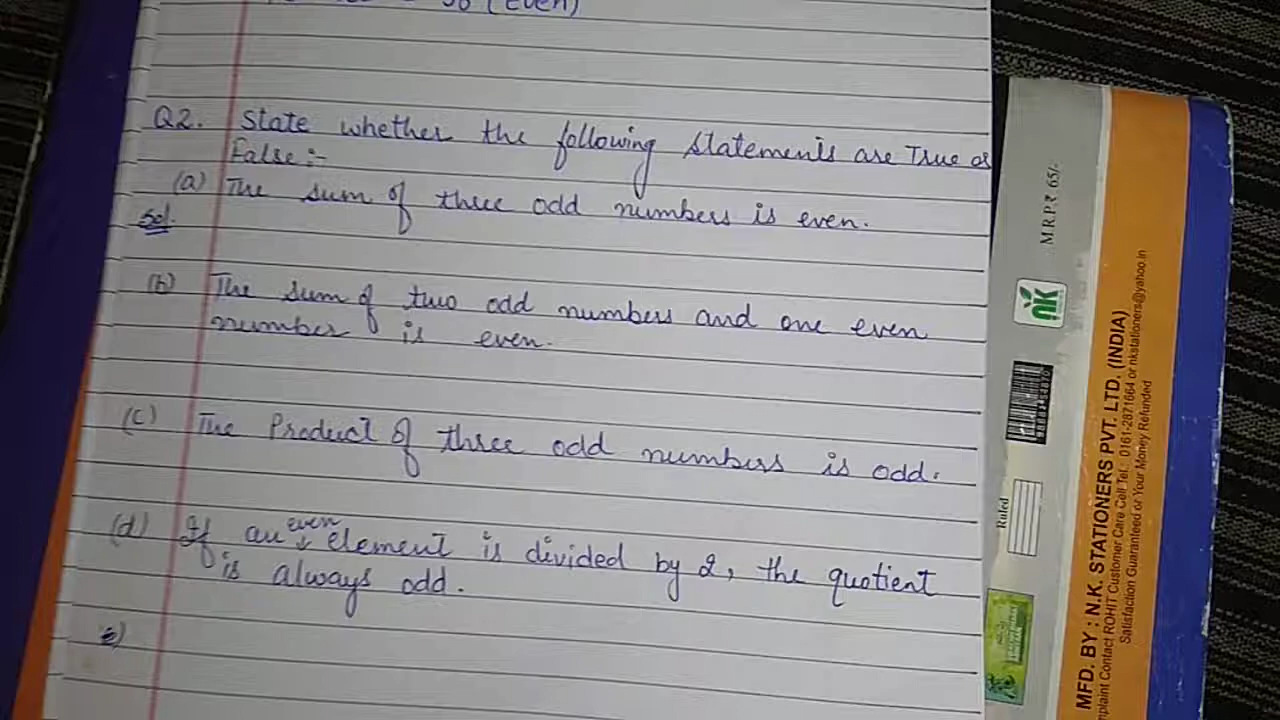 (Even)
Q2. State whether the following statements are True or
False :-
(a) The sum of three odd numbers is even.
Sol.
(b) The sum of two odd numbers and one even
number is even.
(c) The Product of three odd numbers is odd.
(d) If an even element is divided by 2, the quotient
is always odd.
e)
M.R.P. ₹ 65/-
nk
Ruled
MFD. BY : N.K. STATIONERS PVT. LTD. (INDIA)
plaint Contact ROHIT Customer Care Cell Tel.: 0161-2871664 or nkstationers@yahoo.in
Satisfaction Guaranteed or Your Money Refunded